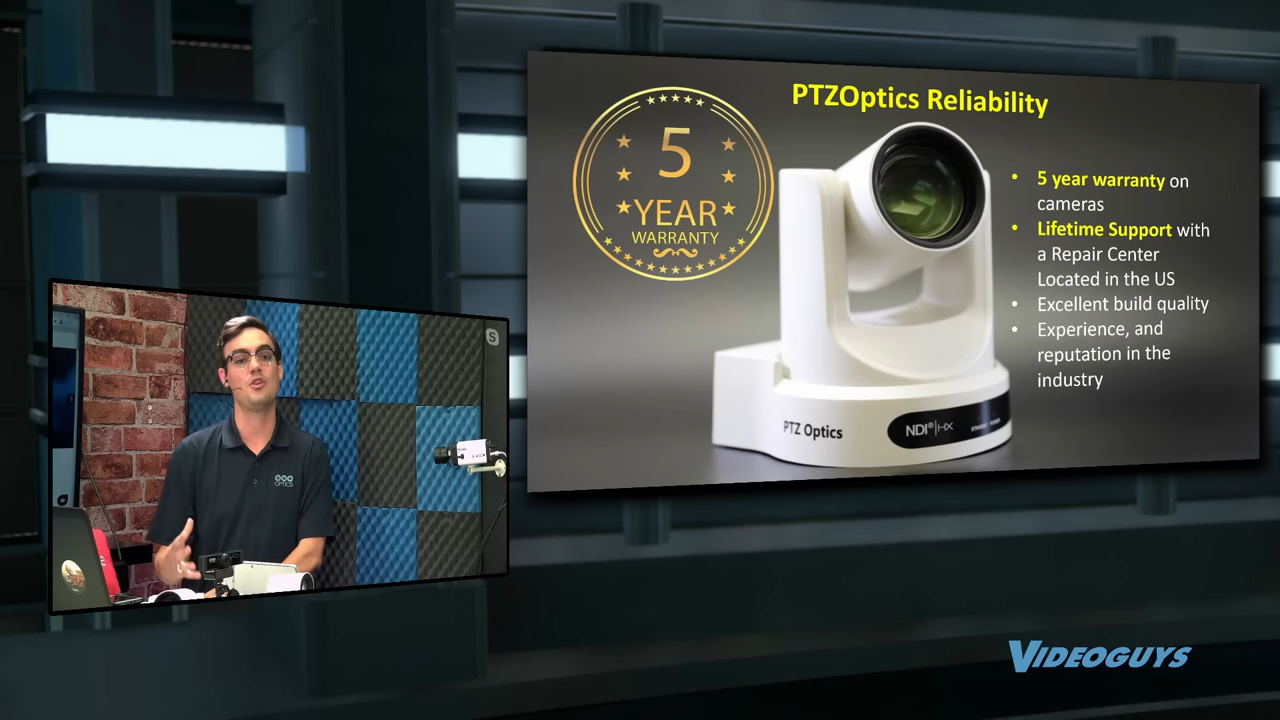 PTZOptics Reliability
5
YEAR
WARRANTY
• 5 year warranty on
cameras
• Lifetime Support with
a Repair Center
Located in the US
• Excellent build quality
• Experience, and
reputation in the
industry
PTZ Optics
NDI®|HX
OPTICS
VIDEOGUYS